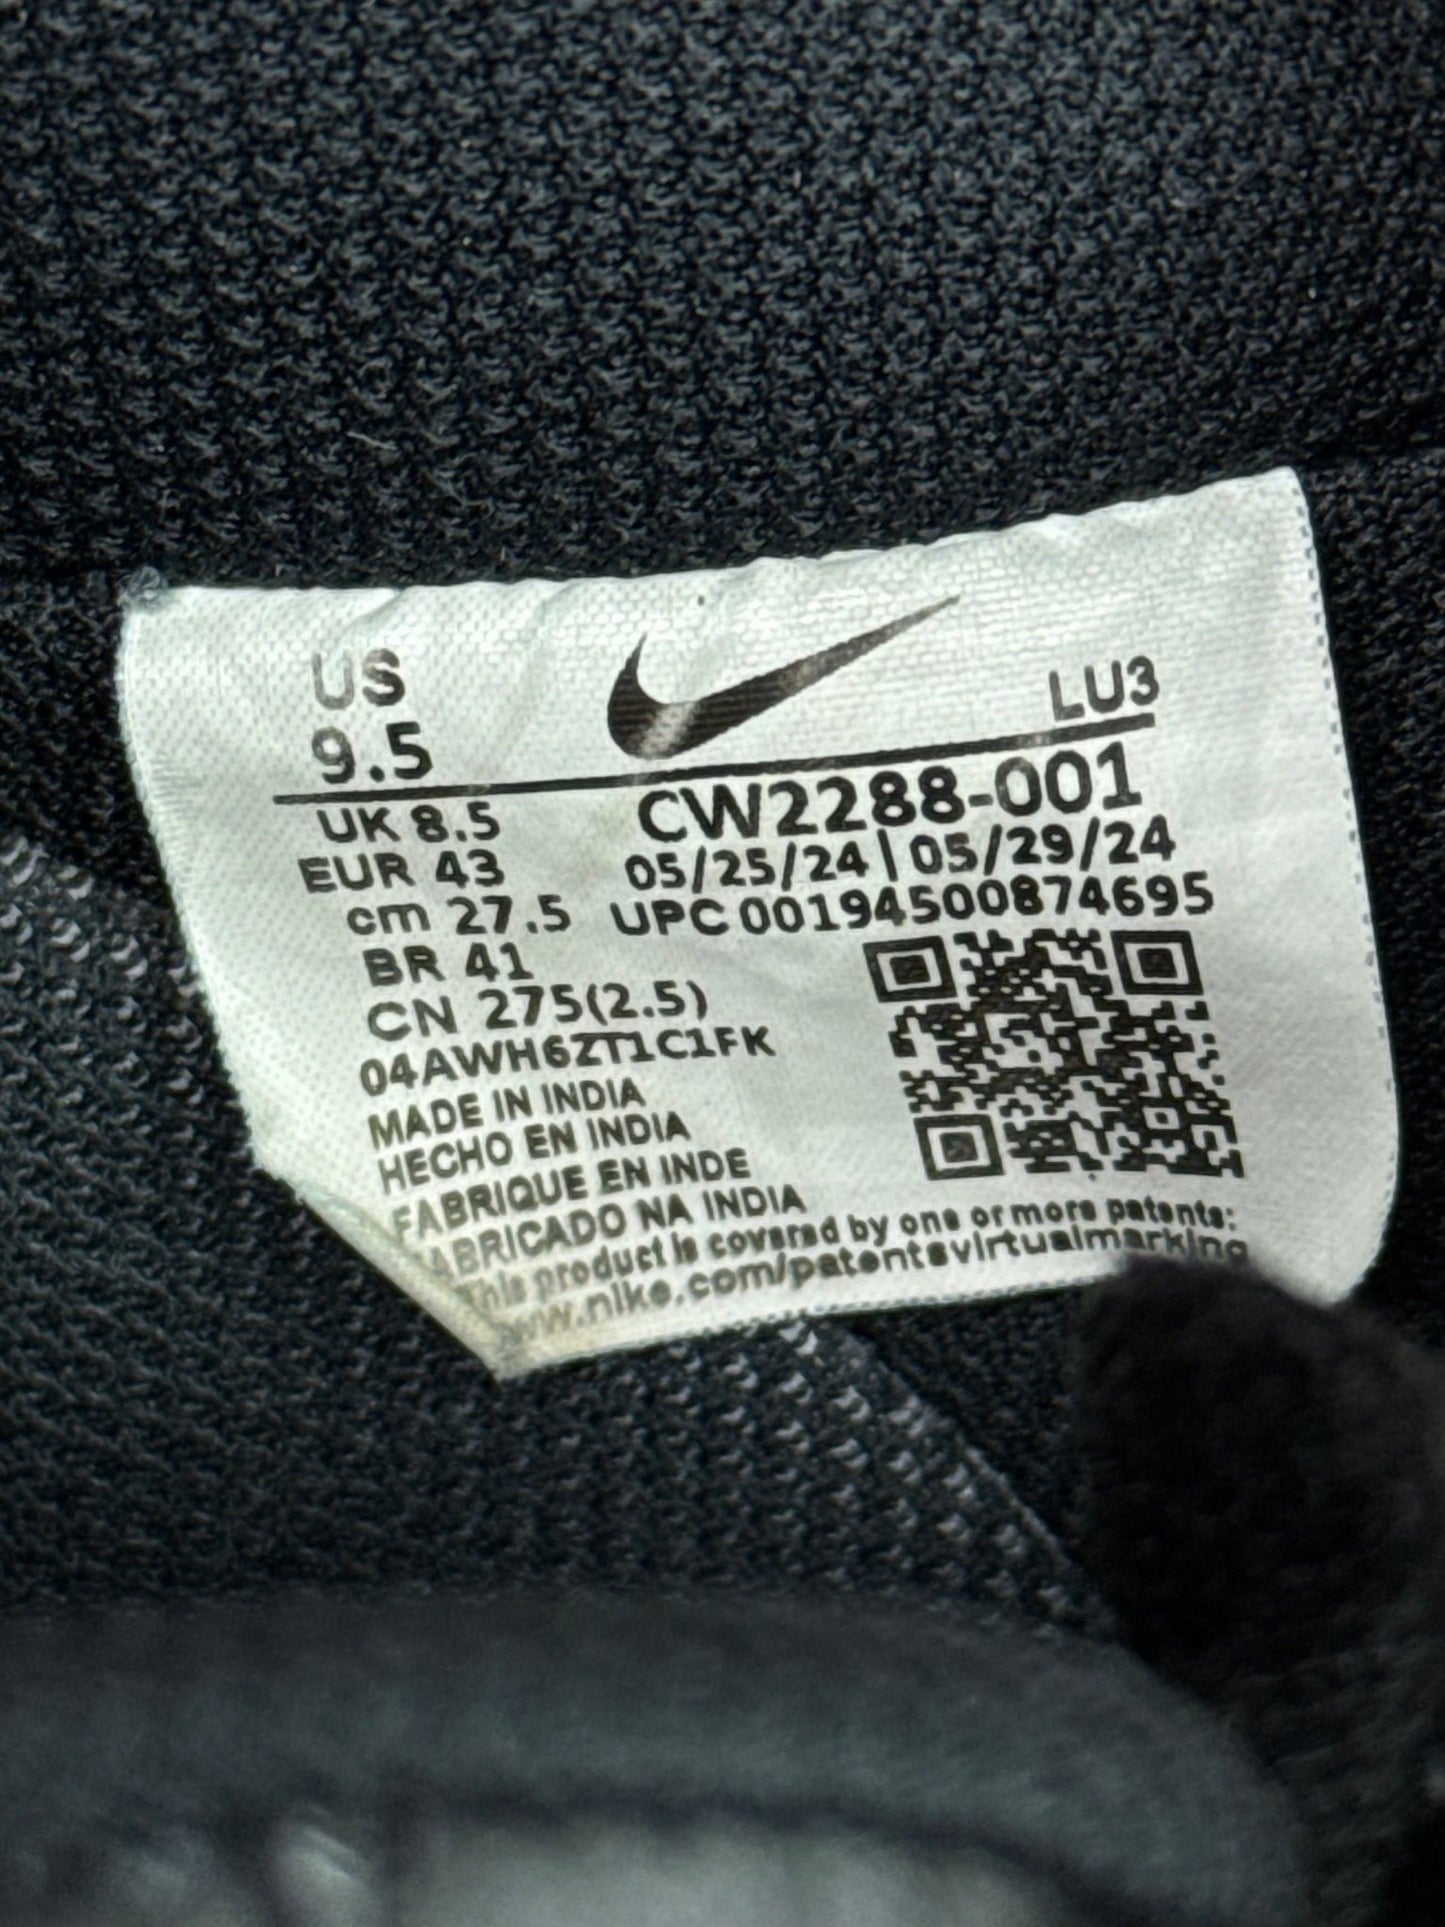 US
LU3
9.5
UK 8.5
CW2288-001
EUR 43
05/25/24 | 05/29/24
cm 27.5
UPC 00194500874695
BR 41
CN 275(2.5)
04AWH6ZT1C1FK
MADE IN INDIA
HECHO EN INDIA
FABRIQUE EN INDE
FABRICADO NA INDIA
This product is covered by one or more patents:
www.nike.com/patentsvirtualmarking